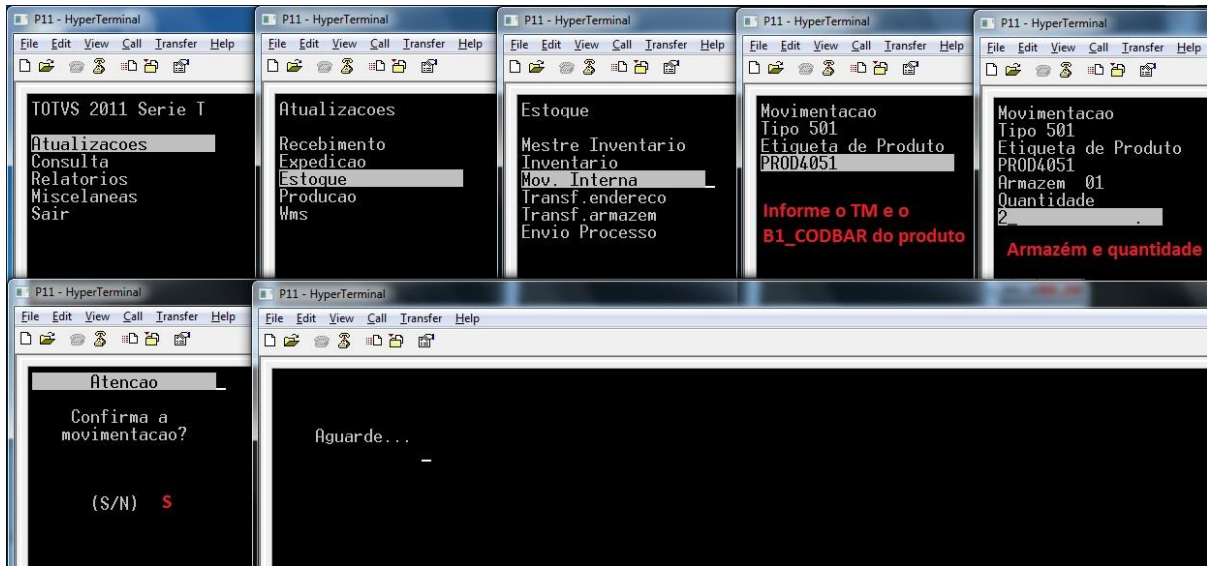 P11 - HyperTerminal
File Edit View Call Transfer Help
TOTVS 2011 Serie T
Atualizacoes
Consulta
Relatorios
Miscelaneas
Sair
P11 - HyperTerminal
File Edit View Call Transfer Help
Atualizacoes
Recebimento
Expedicao
Estoque
Producao
Wms
P11 - HyperTerminal
File Edit View Call Transfer Help
Estoque
Mestre Inventario
Inventario
Mov. Interna
Transf.endereco
Transf.armazem
Envio Processo
P11 - HyperTerminal
File Edit View Call Transfer Help
Movimentacao
Tipo 501
Etiqueta de Produto
PROD4051
Informe o TM e o
B1_CODBAR do produto
P11 - HyperTerminal
File Edit View Call Transfer Help
Movimentacao
Tipo 501
Etiqueta de Produto
PROD4051
Armazem 01
Quantidade
2_ .
Armazém e quantidade
P11 - HyperTerminal
File Edit View Call Transfer Help
Atencao
Confirma a
movimentacao?
(S/N) S
P11 - HyperTerminal
File Edit View Call Transfer Help
Aguarde...